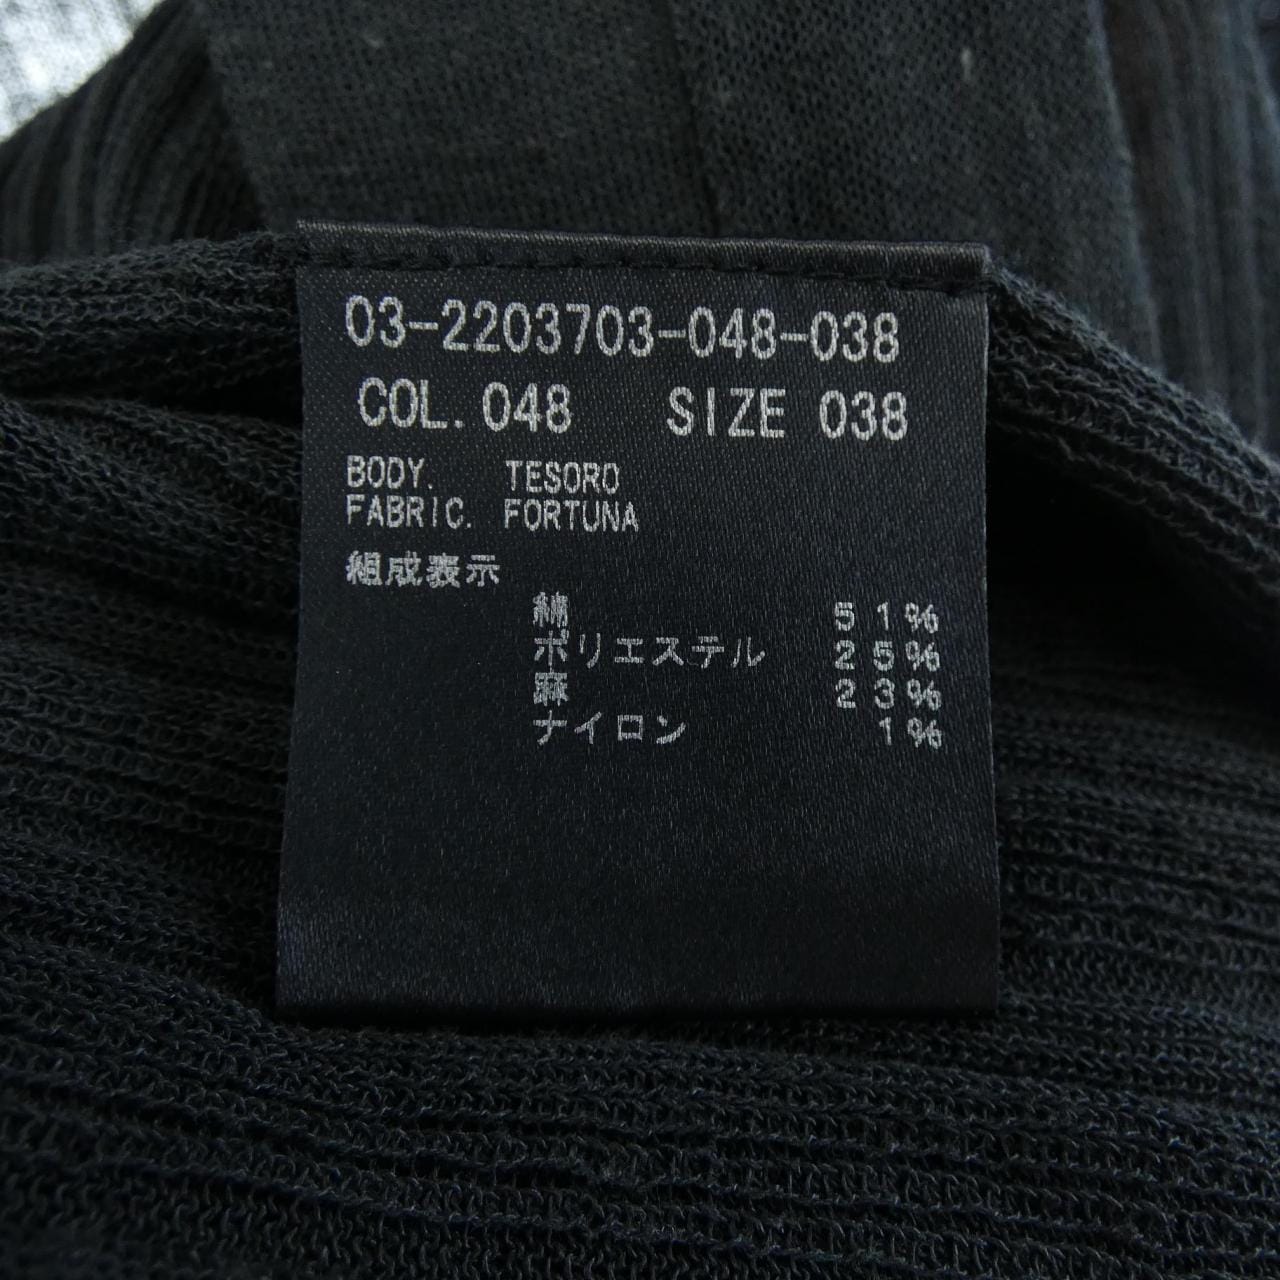 03-2203703-048-038
COL. 048 SIZE 038
BODY. TESORO
FABRIC. FORTUNA
組成表示
綿 51%
ポリエステル 25%
麻 23%
ナイロン 1%